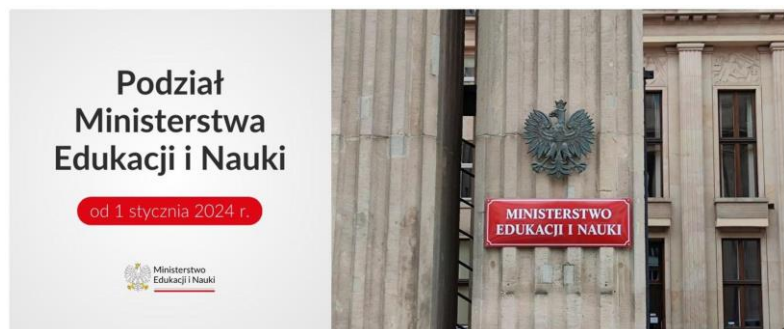 Podział
Ministerstwa
Edukacji i Nauki
od 1 stycznia 2024 r.
Ministerstwo
Edukacji i Nauki
MINISTERSTWO
EDUKACJI I NAUKI